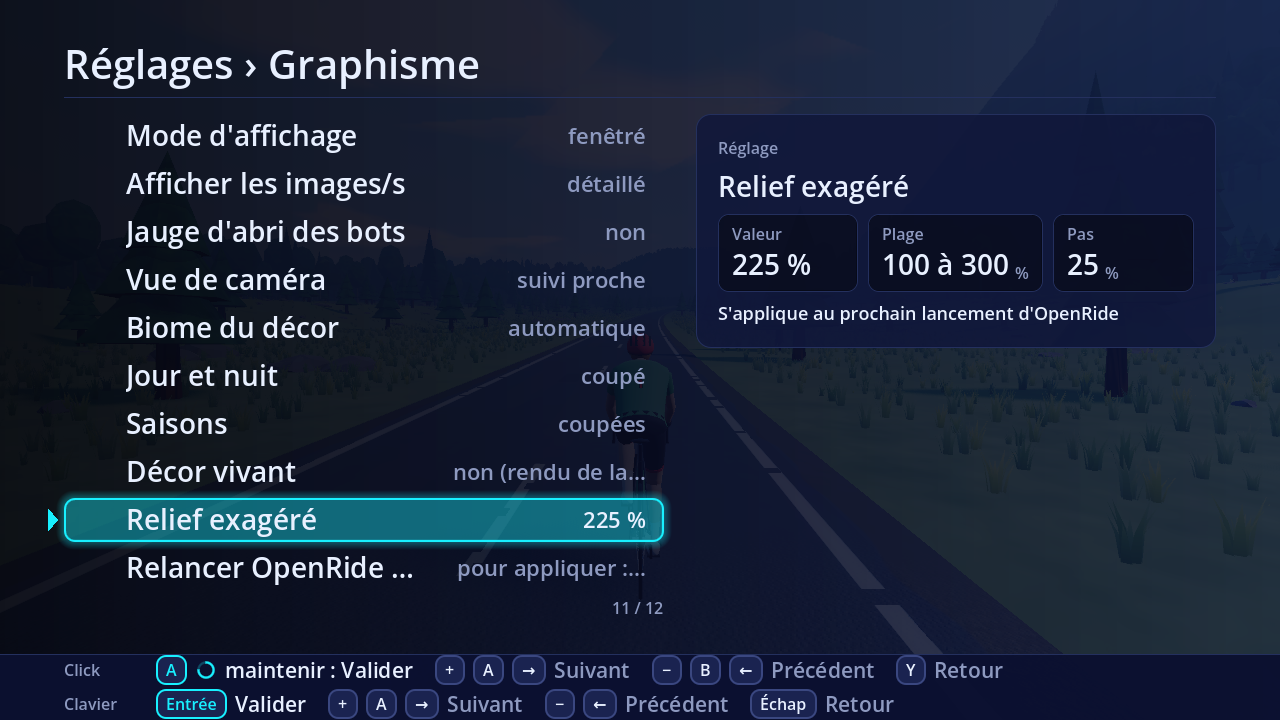 Réglages › Graphisme
Mode d'affichage fenêtré
Afficher les images/s détaillé
Jauge d'abri des bots non
Vue de caméra suivi proche
Biome du décor automatique
Jour et nuit coupé
Saisons coupées
Décor vivant non (rendu de la...
Relief exagéré 225 %
Relancer OpenRide ... pour appliquer :...
11 / 12
Réglage
Relief exagéré
Valeur Plage Pas
225 % 100 à 300 % 25 %
S'applique au prochain lancement d'OpenRide
Click A maintenir : Valider + A → Suivant − B ← Précédent Y Retour
Clavier Entrée Valider + A → Suivant − ← Précédent Échap Retour